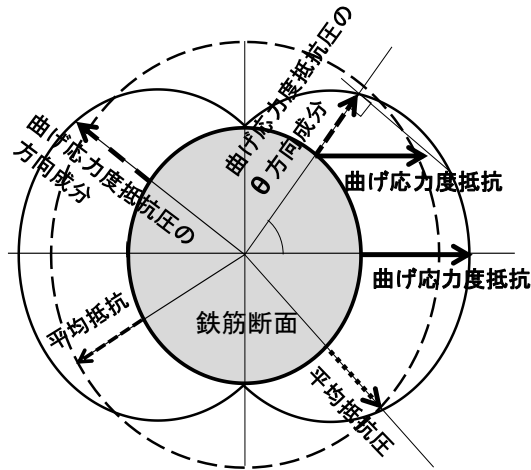 曲げ応力度抵抗圧の
θ 方向成分
曲げ応力度抵抗圧の
方向成分
曲げ応力度抵抗
曲げ応力度抵抗
平均抵抗
鉄筋断面
平均抵抗圧